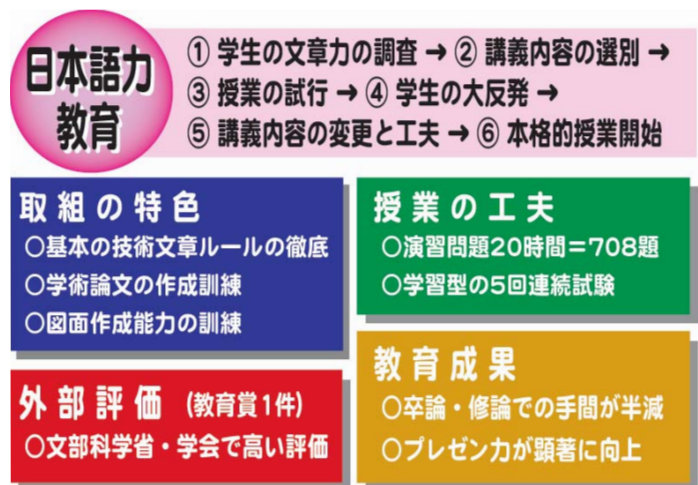 日本語力
教育
① 学生の文章力の調査 → ② 講義内容の選別 →
③ 授業の試行 → ④ 学生の大反発 →
⑤ 講義内容の変更と工夫 → ⑥ 本格的授業開始
取組の特色
○基本の技術文章ルールの徹底
○学術論文の作成訓練
○図面作成能力の訓練
授業の工夫
○演習問題20時間=708題
○学習型の5回連続試験
外部評価 (教育賞1件)
○文部科学省・学会で高い評価
教育成果
○卒論・修論での手間が半減
○プレゼン力が顕著に向上